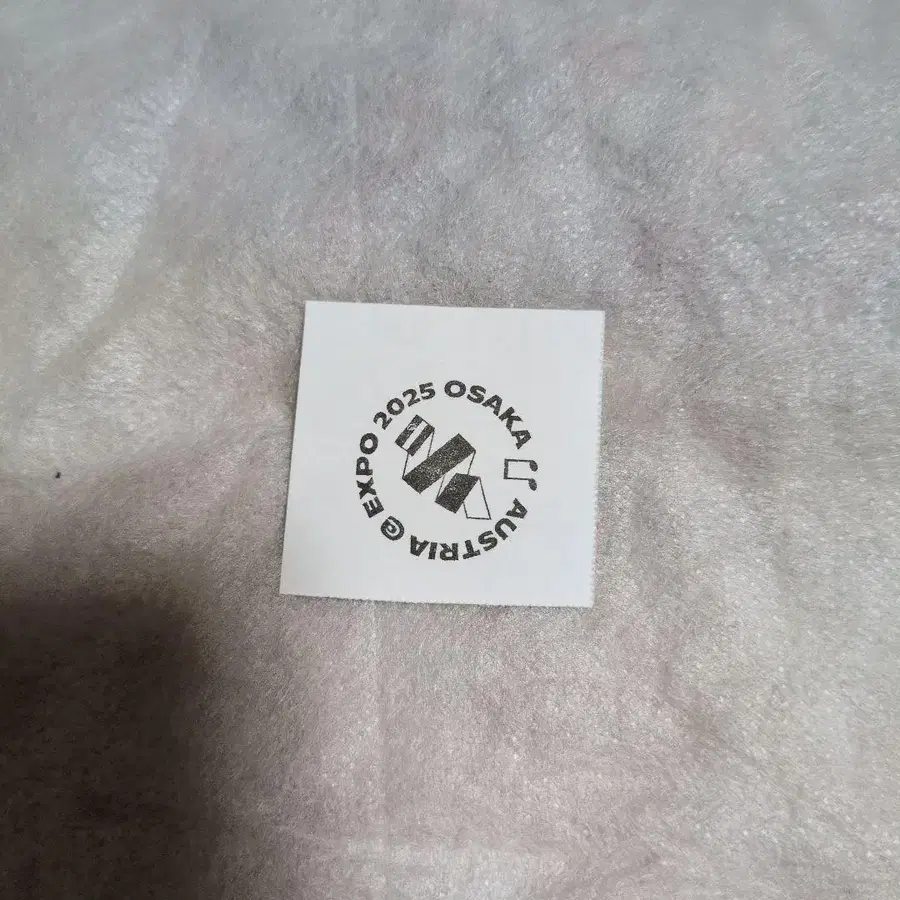 AUSTRIA @ EXPO 2025 OSAKA